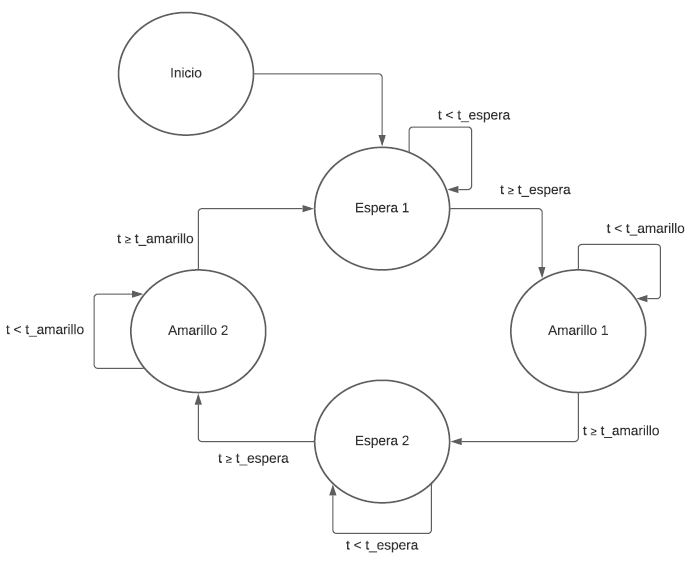 Inicio
t < t_espera
Espera 1
t ≥ t_espera
t < t_amarillo
t ≥ t_amarillo
Amarillo 2
Amarillo 1
t < t_amarillo
Espera 2
t ≥ t_amarillo
t ≥ t_espera
t < t_espera